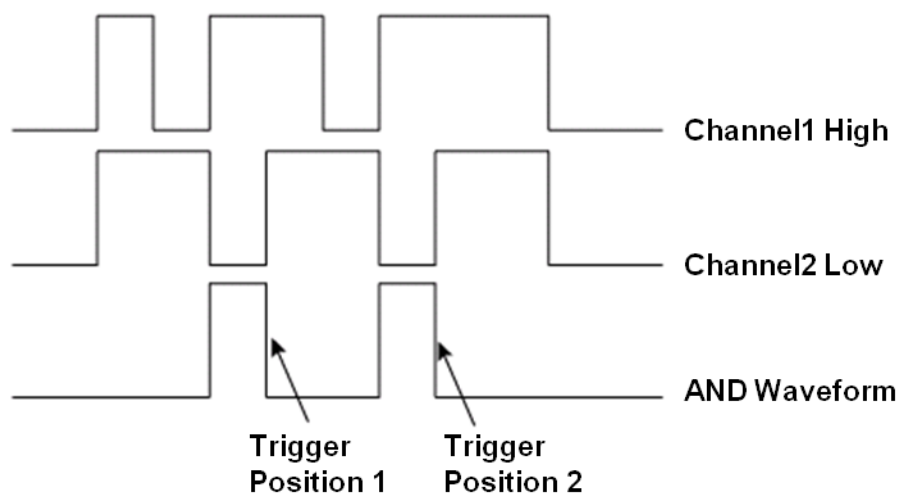 Channel1 High
Channel2 Low
AND Waveform
Trigger
Position 1
Trigger
Position 2